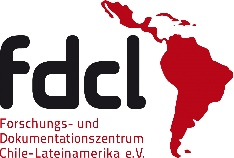 fdcl
Forschungs- und
Dokumentationszentrum
Chile-Lateinamerika e.V.